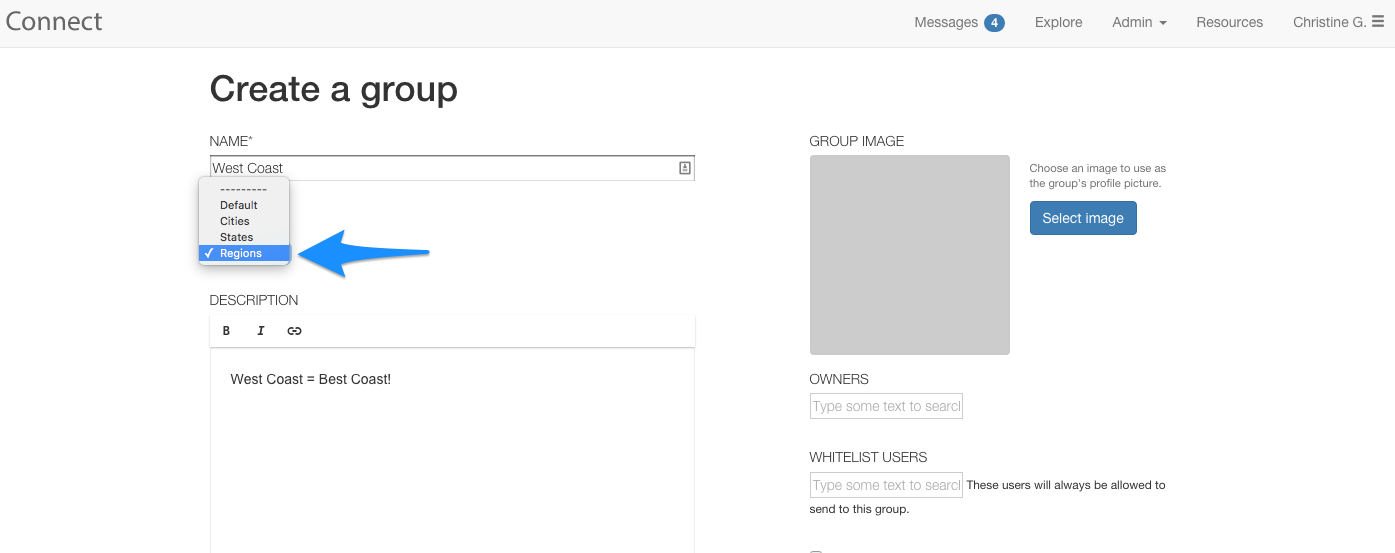 Connect
Messages 4 Explore Admin Resources Christine G.
Create a group
NAME*
West Coast
---------
Default
Cities
States
✓ Regions
DESCRIPTION
B I
West Coast = Best Coast!
GROUP IMAGE
Choose an image to use as
the group's profile picture.
Select image
OWNERS
Type some text to searcl
WHITELIST USERS
Type some text to searcl These users will always be allowed to
send to this group.